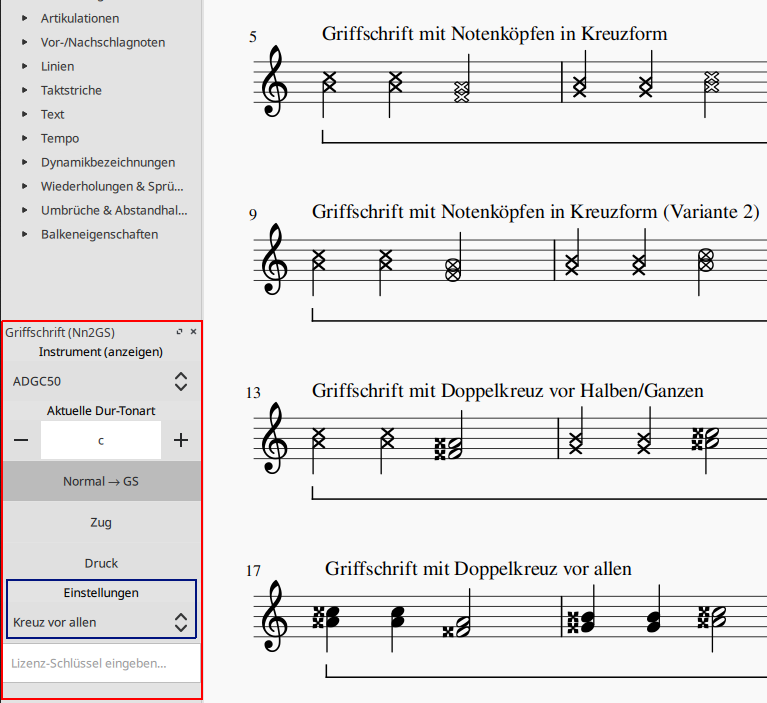 Artikulationen
Vor-/Nachschlagnoten
Linien
Taktstriche
Text
Tempo
Dynamikbezeichnungen
Wiederholungen & Sprü...
Umbrüche & Abstandhal...
Balkeneigenschaften
Griffschrift (Nn2GS)
Instrument (anzeigen)
ADGC50
Aktuelle Dur-Tonart
− c +
Normal → GS
Zug
Druck
Einstellungen
Kreuz vor allen
Lizenz-Schlüssel eingeben...
5 Griffschrift mit Notenköpfen in Kreuzform
9 Griffschrift mit Notenköpfen in Kreuzform (Variante 2)
13 Griffschrift mit Doppelkreuz vor Halben/Ganzen
17 Griffschrift mit Doppelkreuz vor allen